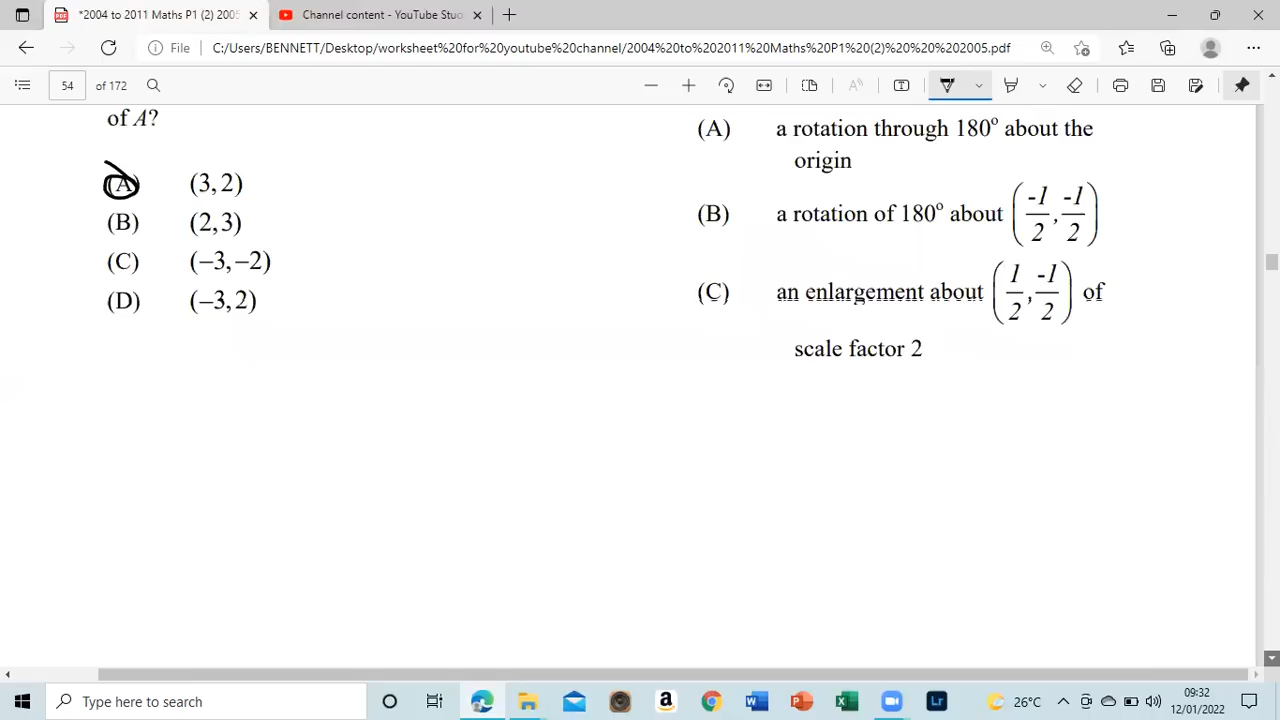 *2004 to 2011 Maths P1 (2) 2005
Channel content - YouTube Stu
File
C:/Users/BENNETT/Desktop/worksheet%20for%20youtube%20channel/2004%20to%202011%20Maths%20P1%20(2)%20%20%202005.pdf
54 of 172
of A?
(A) (3, 2)
(B) (2, 3)
(C) (–3, –2)
(D) (–3, 2)
(A) a rotation through 180° about the
origin
(B) a rotation of 180° about (-1/2, -1/2)
(C) an enlargement about (1/2, -1/2) of
scale factor 2
Type here to search
26°C
09:32
12/01/2022